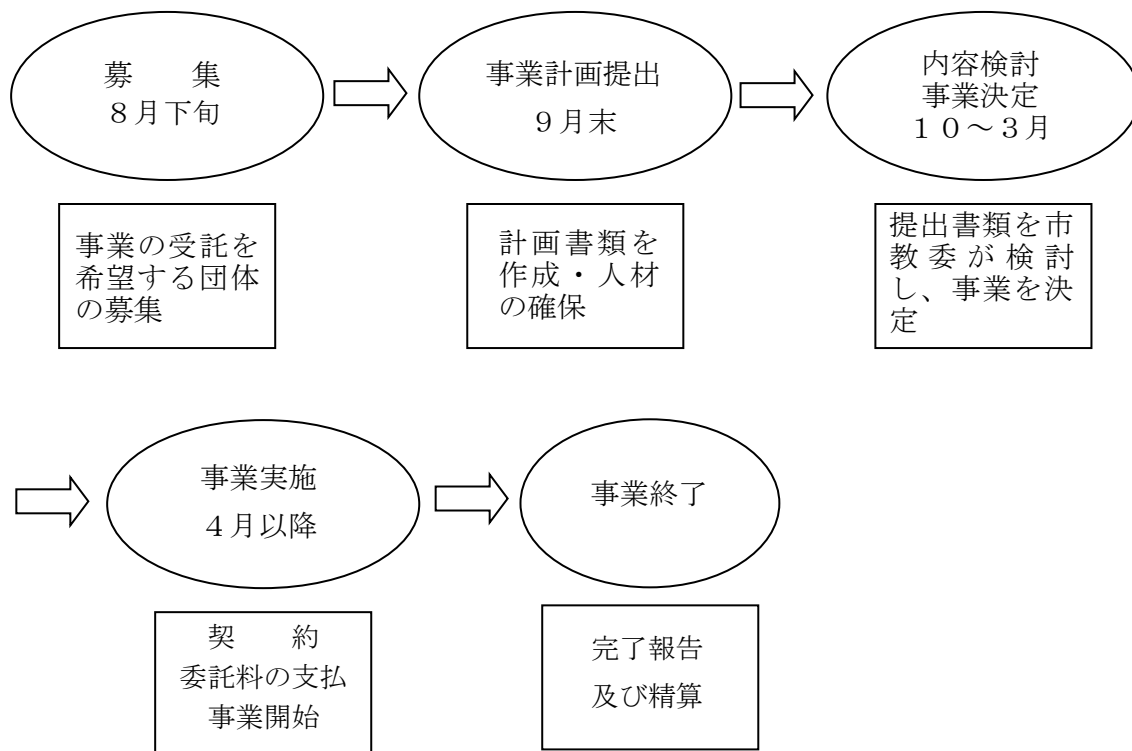 募　　集
８月下旬
事業計画提出
９月末
内容検討
事業決定
１０～３月
事業の受託を
希望する団体
の募集
計画書類を
作成・人材
の確保
提出書類を市
教委が検討
し、事業を決
定
事業実施
４月以降
事業終了
契　　約
委託料の支払
事業開始
完了報告
及び精算